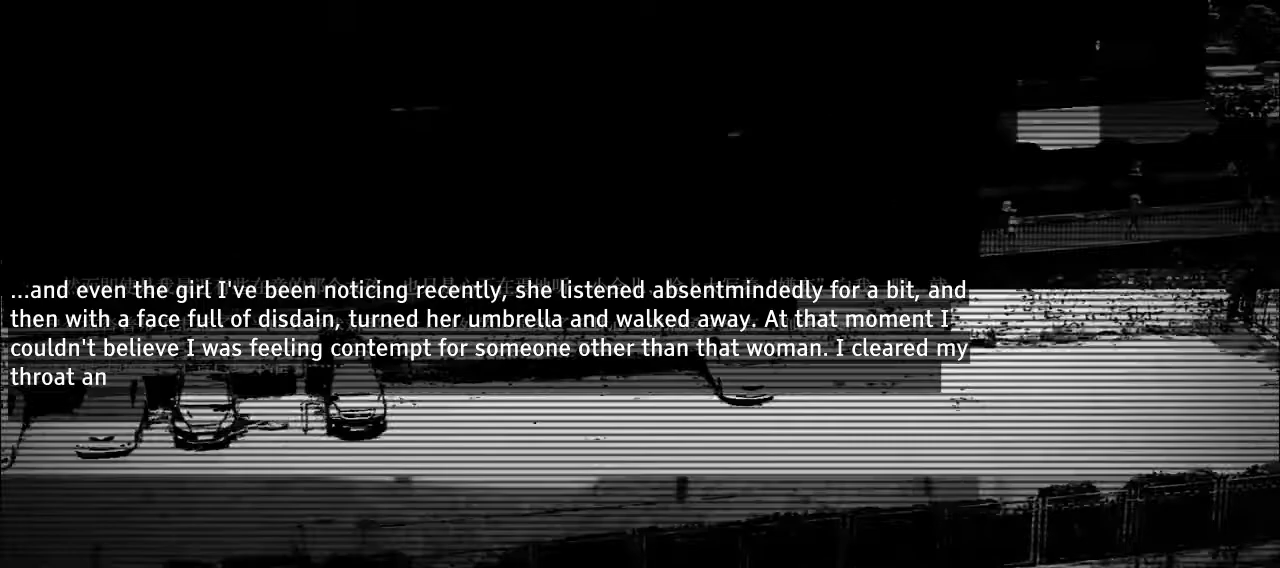 ...and even the girl I've been noticing recently, she listened absentmindedly for a bit, and
then with a face full of disdain, turned her umbrella and walked away. At that moment I
couldn't believe I was feeling contempt for someone other than that woman. I cleared my
throat an